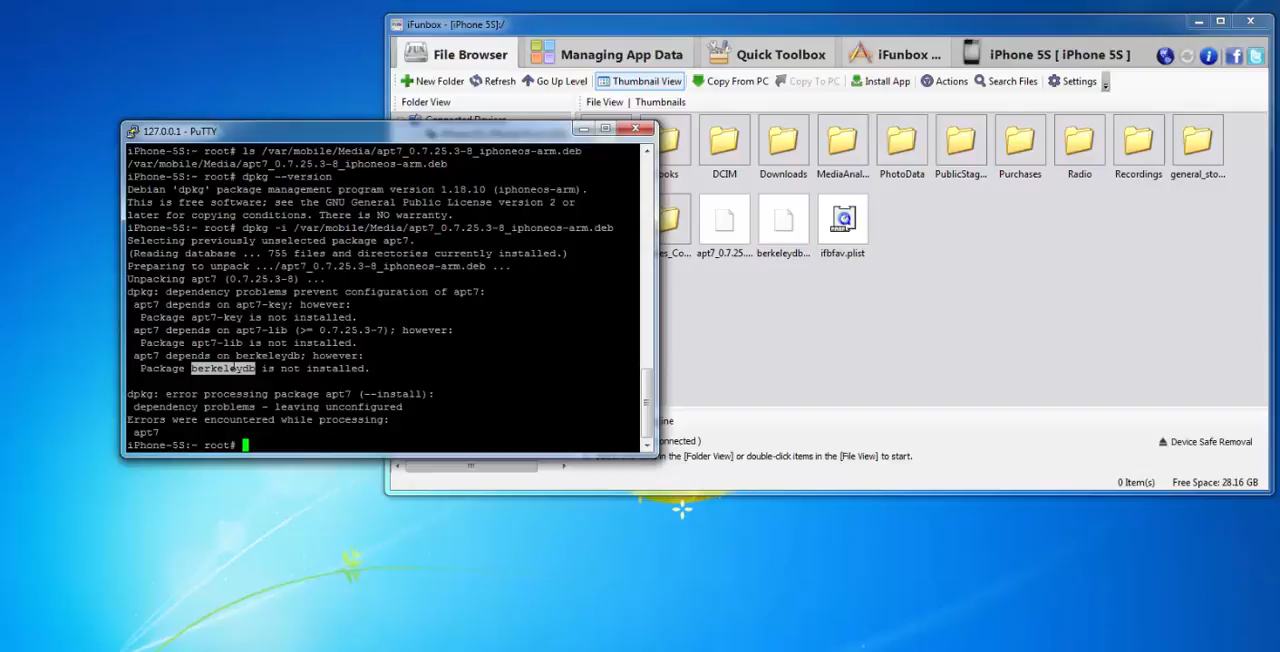 iFunbox - [iPhone 5S]:/
File Browser
Managing App Data
Quick Toolbox
iFunbox ...
iPhone 5S [ iPhone 5S ]
New Folder
Refresh
Go Up Level
Thumbnail View
Copy From PC
Copy To PC
Install App
Actions
Search Files
Settings
Folder View
File View | Thumbnails
ooks
DCIM
Downloads
MediaAnal...
PhotoData
PublicStag...
Purchases
Radio
Recordings
general_sto...
es_Co...
apt7_0.7.25....
berkeleydb...
ifbfav.plist
127.0.0.1 - PuTTY
iPhone-5S:~ root# ls /var/mobile/Media/apt7_0.7.25.3-8_iphoneos-arm.deb
/var/mobile/Media/apt7_0.7.25.3-8_iphoneos-arm.deb
iPhone-5S:~ root# dpkg --version
Debian 'dpkg' package management program version 1.18.10 (iphoneos-arm).
This is free software; see the GNU General Public License version 2 or
later for copying conditions. There is NO warranty.
iPhone-5S:~ root# dpkg -i /var/mobile/Media/apt7_0.7.25.3-8_iphoneos-arm.deb
Selecting previously unselected package apt7.
(Reading database ... 755 files and directories currently installed.)
Preparing to unpack .../apt7_0.7.25.3-8_iphoneos-arm.deb ...
Unpacking apt7 (0.7.25.3-8) ...
dpkg: dependency problems prevent configuration of apt7:
apt7 depends on apt7-key; however:
Package apt7-key is not installed.
apt7 depends on apt7-lib (>= 0.7.25.3-7); however:
Package apt7-lib is not installed.
apt7 depends on berkeleydb; however:
Package berkeleydb is not installed.
dpkg: error processing package apt7 (--install):
dependency problems - leaving unconfigured
Errors were encountered while processing:
apt7
iPhone-5S:~ root#
line
onnected )
in the [Folder View] or double-click items in the [File View] to start.
Device Safe Removal
0 Item(s)
Free Space: 28.16 GB